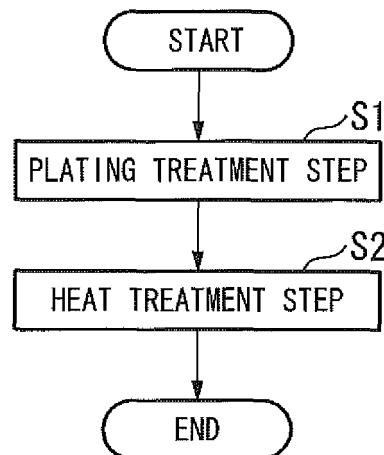 START
S1
PLATING TREATMENT STEP
S2
HEAT TREATMENT STEP
END